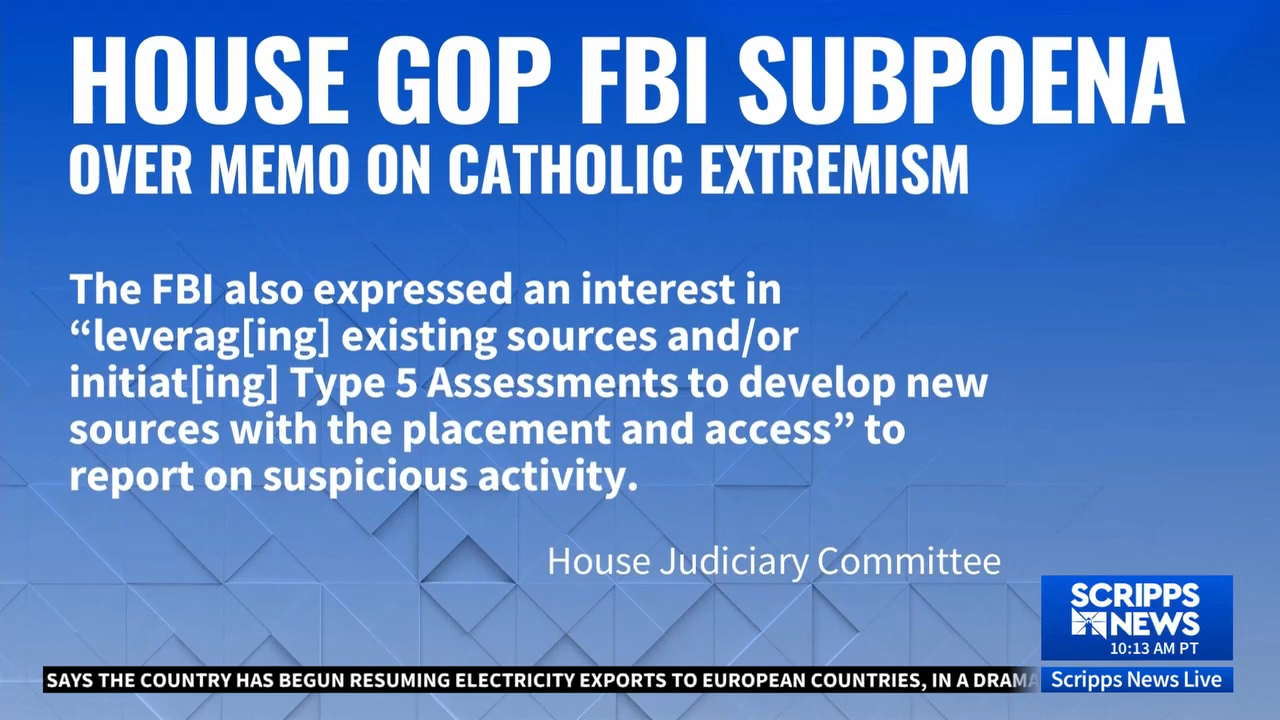 HOUSE GOP FBI SUBPOENA
OVER MEMO ON CATHOLIC EXTREMISM
The FBI also expressed an interest in
“leverag[ing] existing sources and/or
initiat[ing] Type 5 Assessments to develop new
sources with the placement and access” to
report on suspicious activity.
House Judiciary Committee
SCRIPPS
NEWS
10:13 AM PT
SAYS THE COUNTRY HAS BEGUN RESUMING ELECTRICITY EXPORTS TO EUROPEAN COUNTRIES, IN A DRAMA
Scripps News Live